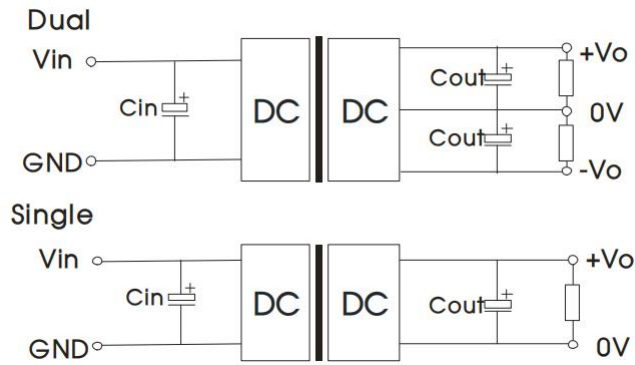 Dual
Vin
+Vo
Cout
Cin
DC
DC
0V
Cout
GND
-Vo
Single
Vin
+Vo
Cin
DC
DC
Cout
GND
0V